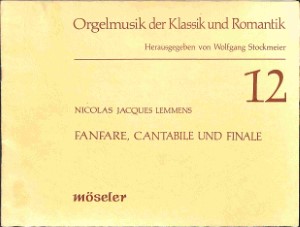 Orgelmusik der Klassik und Romantik
Herausgegeben von Wolfgang Stockmeier
12
NICOLAS JACQUES LEMMENS
FANFARE, CANTABILE UND FINALE
möseler